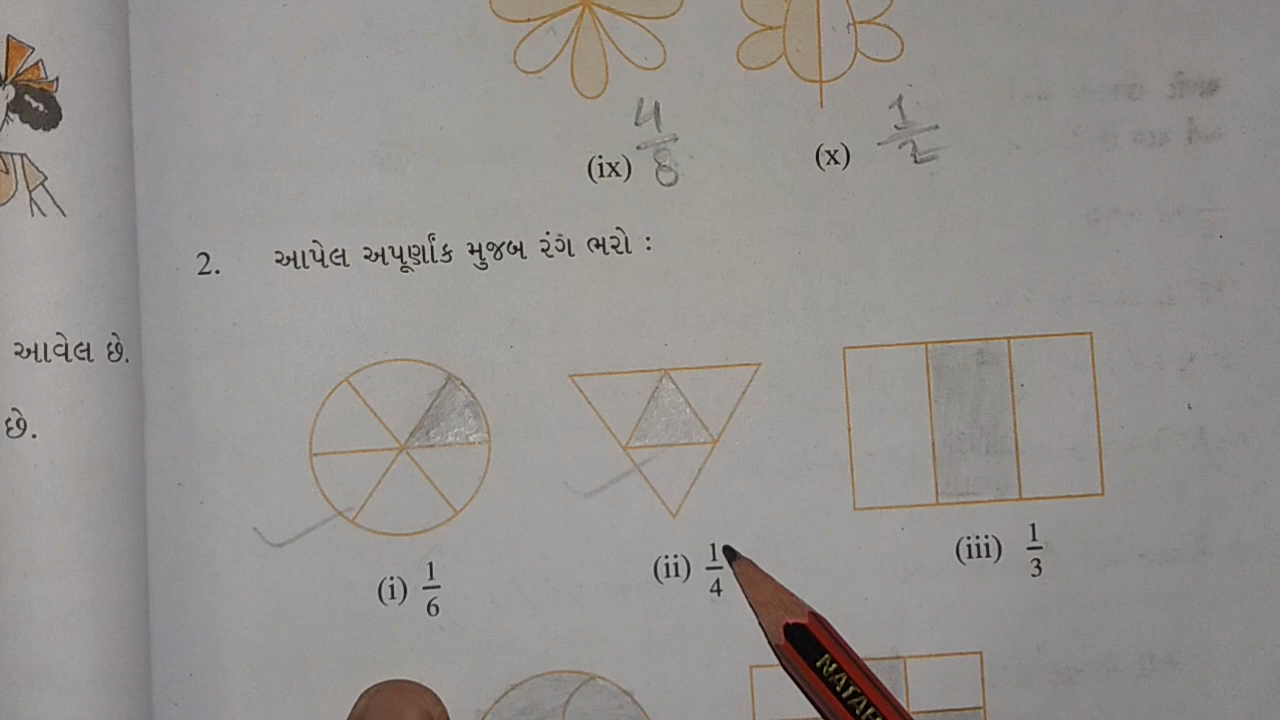 4/8 1/2
(ix) (x)
2. આપેલ અપૂર્ણાંક મુજબ રંગ ભરો :
આવેલ છે.
છે.
(i) 1/6 (ii) 1/4 (iii) 1/3